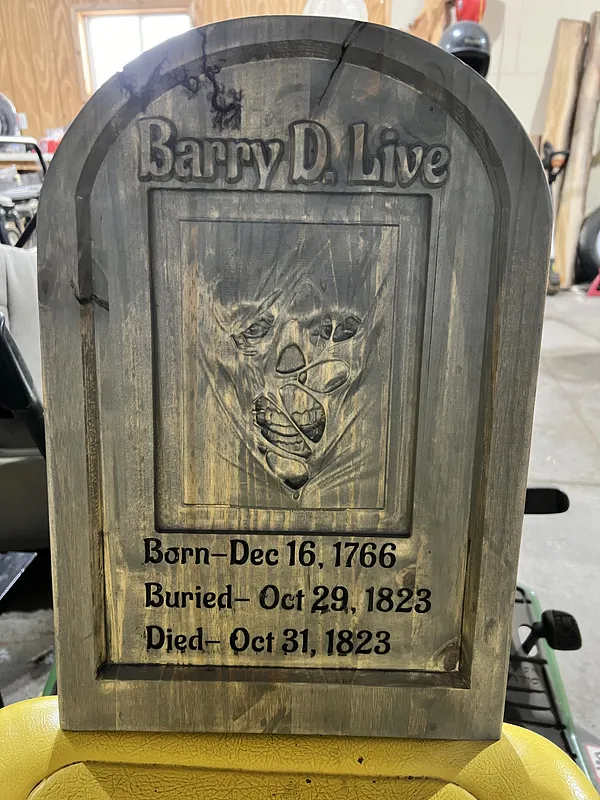 Barry D. Live
Born-Dec 16, 1766
Buried- Oct 29, 1823
Died- Oct 31, 1823